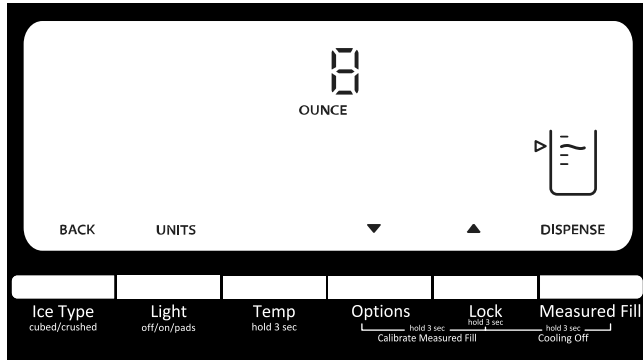 8
OUNCE
BACK UNITS ▼ ▲ DISPENSE
Ice Type Light Temp Options Lock Measured Fill
cubed/crushed off/on/pads hold 3 sec hold 3 sec
hold 3 sec hold 3 sec
Calibrate Measured Fill Cooling Off